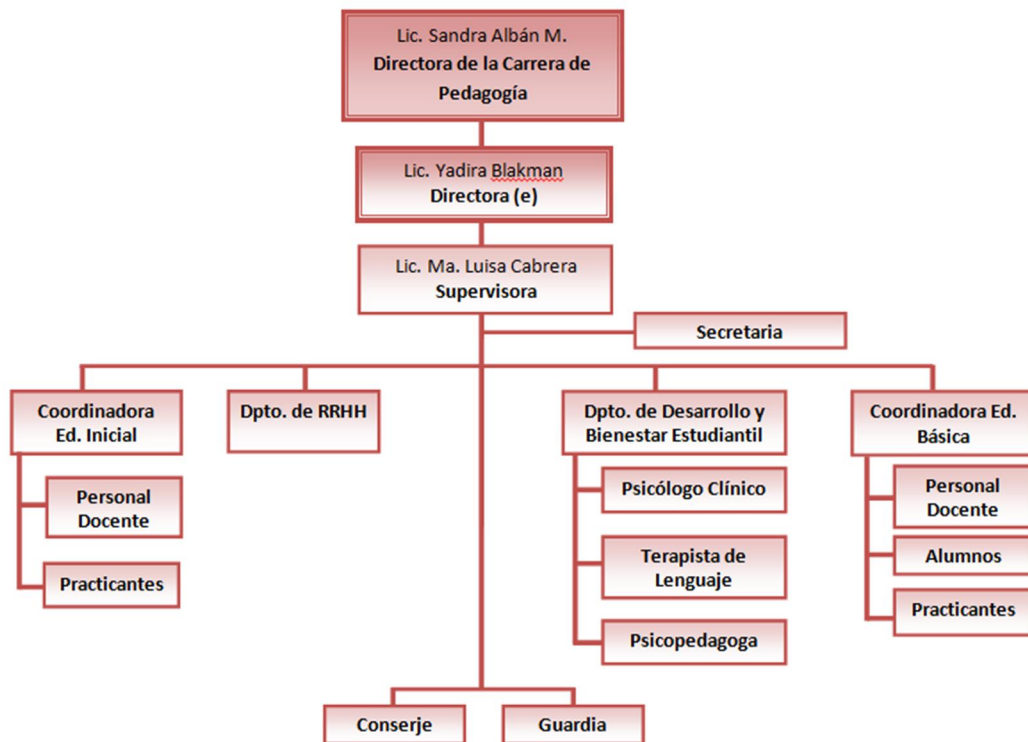 Lic. Sandra Albán M.
Directora de la Carrera de
Pedagogía
Lic. Yadira Blakman
Directora (e)
Lic. Ma. Luisa Cabrera
Supervisora
Secretaria
Coordinadora
Ed. Inicial
Personal
Docente
Practicantes
Dpto. de RRHH
Dpto. de Desarrollo y
Bienestar Estudiantil
Psicólogo Clínico
Terapista de
Lenguaje
Psicopedagoga
Coordinadora Ed.
Básica
Personal
Docente
Alumnos
Practicantes
Conserje
Guardia